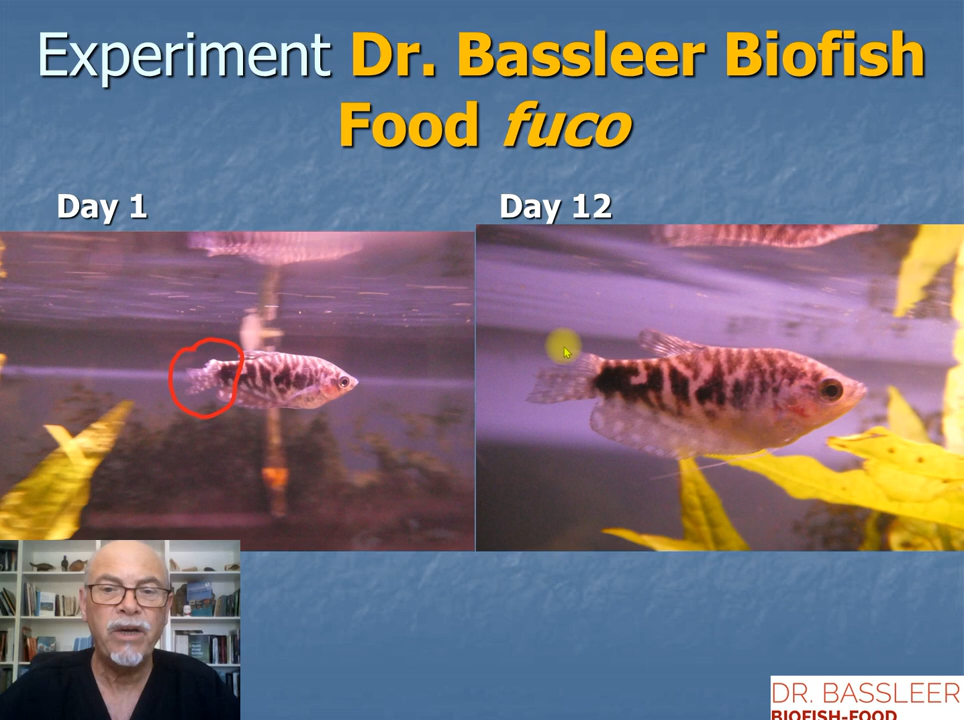 Experiment Dr. Bassleer Biofish
Food fuco
Day 1
Day 12
DR. BASSLEER
BIOFISH-FOOD